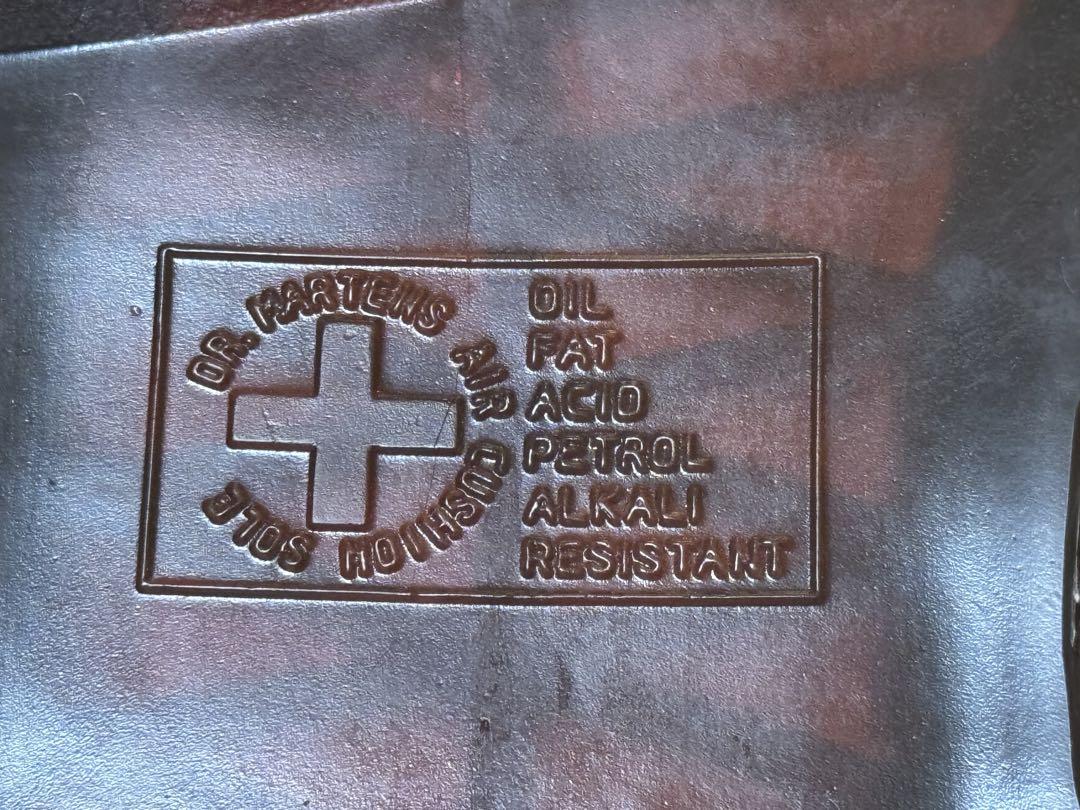 DR. MARTENS AIR CUSHION SOLE
OIL
FAT
ACID
PETROL
ALKALI
RESISTANT